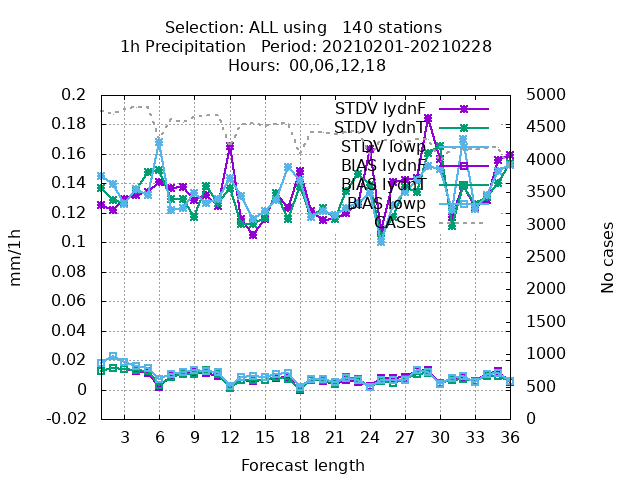 Selection: ALL using   140 stations
1h Precipitation   Period: 20210201-20210228
Hours: 00,06,12,18
0.2
0.18
0.16
0.14
0.12
0.1
0.08
0.06
0.04
0.02
0
-0.02
mm/1h
STDV lydnF
STDV lydnT
STDV lowp
BIAS lydnF
BIAS lydnT
BIAS lowp
CASES
5000
4500
4000
3500
3000
2500
2000
1500
1000
500
0
No cases
3 6 9 12 15 18 21 24 27 30 33 36
Forecast length